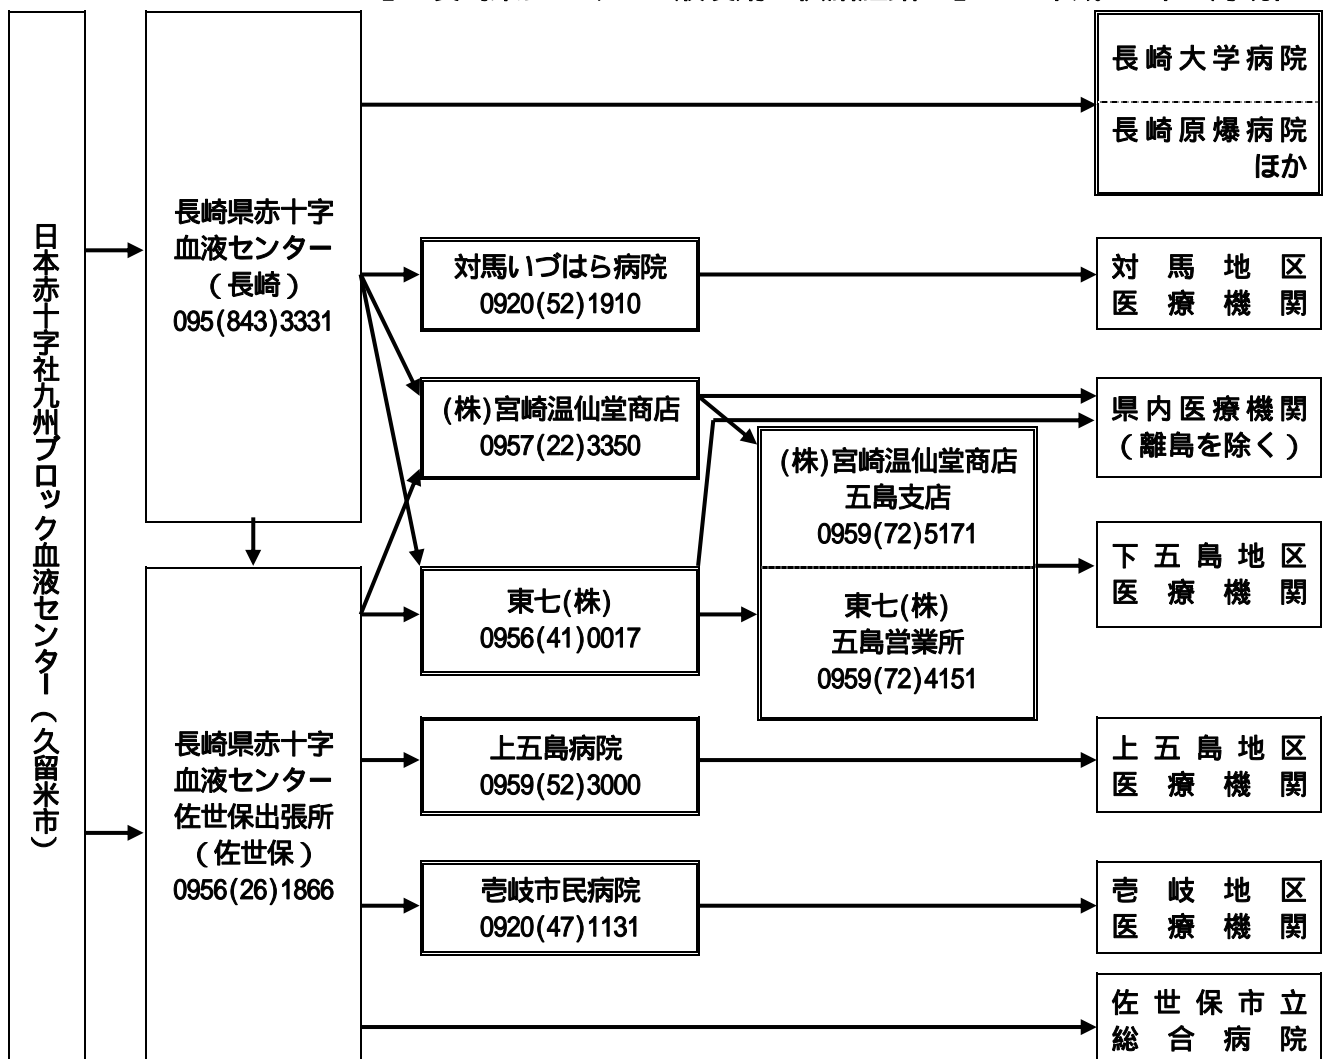 日本赤十字社九州ブロック血液センター（久留米市）
長崎県赤十字
血液センター
（長崎）
095(843)3331
長崎県赤十字
血液センター
佐世保出張所
（佐世保）
0956(26)1866
対馬いづはら病院
0920(52)1910
(株)宮崎温仙堂商店
0957(22)3350
東七(株)
0956(41)0017
上五島病院
0959(52)3000
壱岐市民病院
0920(47)1131
(株)宮崎温仙堂商店
五島支店
0959(72)5171
東七(株)
五島営業所
0959(72)4151
長崎大学病院
長崎原爆病院
ほか
対馬地区
医療機関
県内医療機関
（離島を除く）
下五島地区
医療機関
上五島地区
医療機関
壱岐地区
医療機関
佐世保市立
総合病院